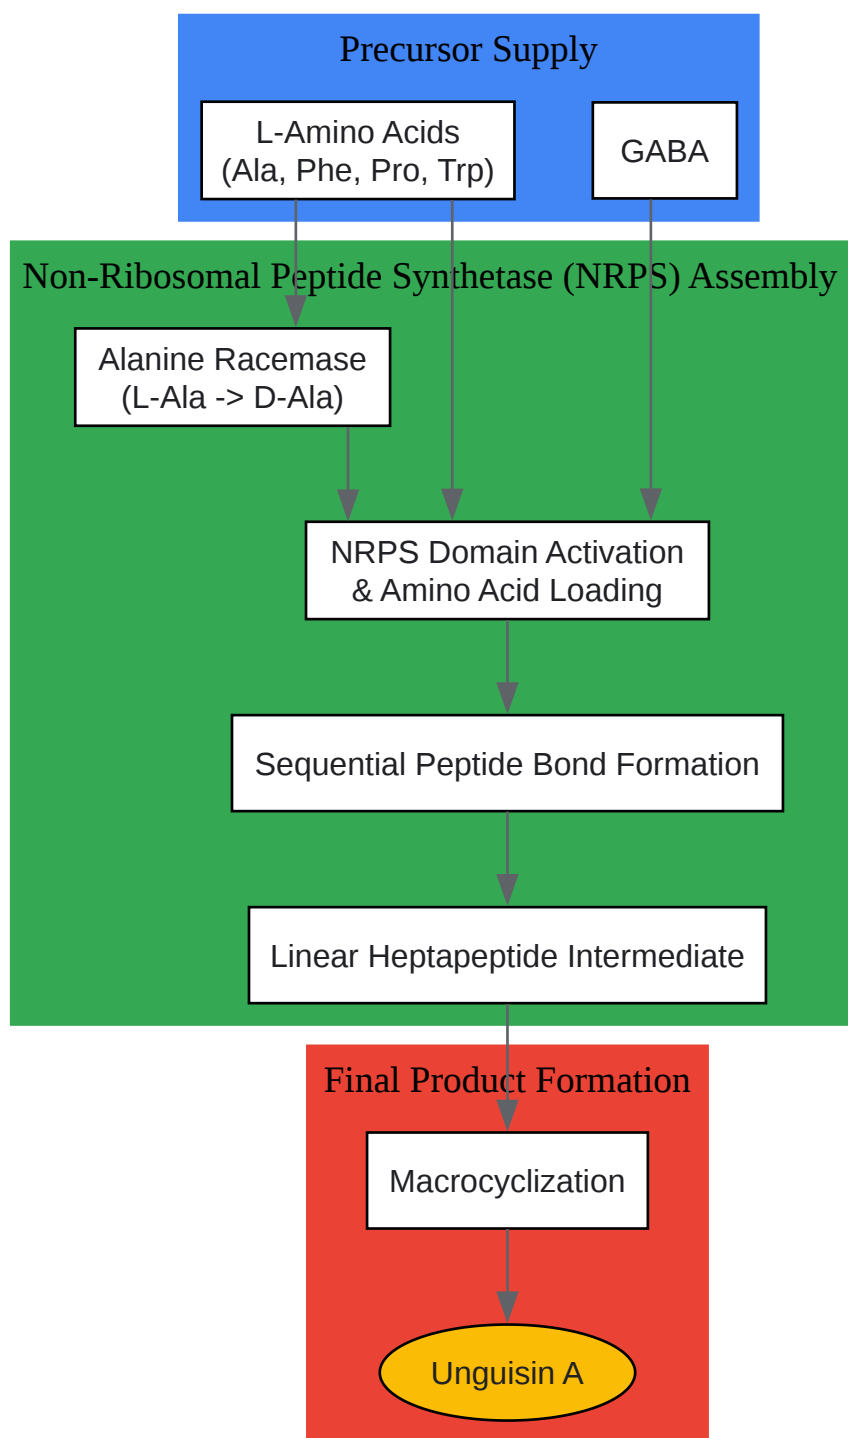 Precursor Supply
L-Amino Acids
(Ala, Phe, Pro, Trp)
GABA
Non-Ribosomal Peptide Synthetase (NRPS) Assembly
Alanine Racemase
(L-Ala -> D-Ala)
NRPS Domain Activation
& Amino Acid Loading
Sequential Peptide Bond Formation
Linear Heptapeptide Intermediate
Final Product Formation
Macrocyclization
Unguisin A